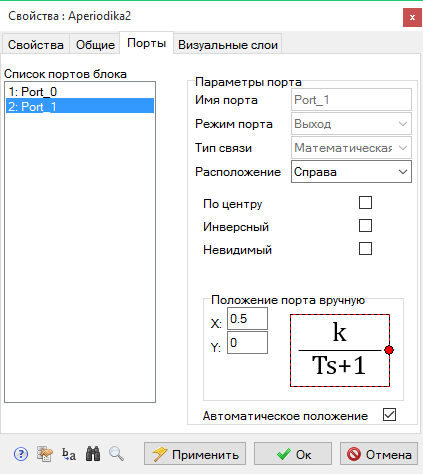 Свойства : Aperiodika2
x
Свойства Общие Порты Визуальные слои
Список портов блока
1: Port_0
2: Port_1
Параметры порта
Имя порта Port_1
Режим порта Выход
Тип связи Математическая
Расположение Справа
По центру
Инверсный
Невидимый
Положение порта вручную
X: 0.5
Y: 0
k
Ts+1
Автоматическое положение
? b a Применить Ок Отмена